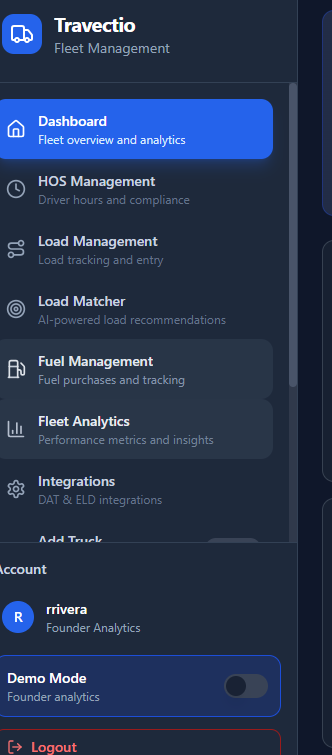 Travectio
Fleet Management
Dashboard
Fleet overview and analytics
HOS Management
Driver hours and compliance
Load Management
Load tracking and entry
Load Matcher
AI-powered load recommendations
Fuel Management
Fuel purchases and tracking
Fleet Analytics
Performance metrics and insights
Integrations
DAT & ELD integrations
Add Truck
Account
R
rrivera
Founder Analytics
Demo Mode
Founder analytics
Logout